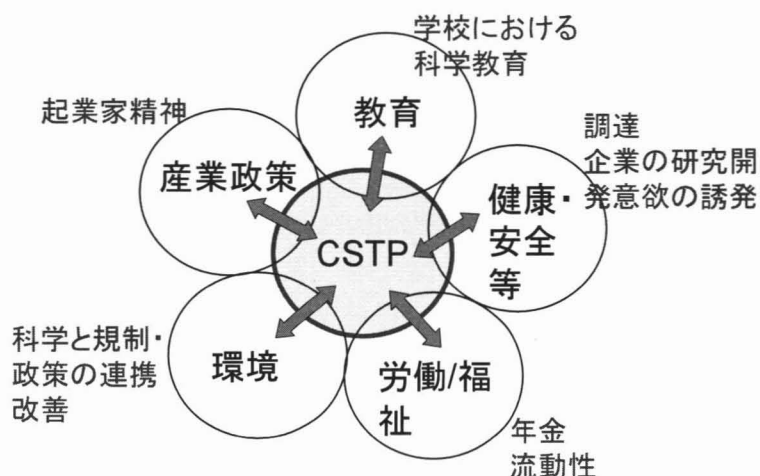 学校における
科学教育
教育
起業家精神
産業政策
調達
企業の研究開
発意欲の誘発
健康・
安全
等
CSTP
科学と規制・
政策の連携
改善
環境
労働/福
祉
年金
流動性